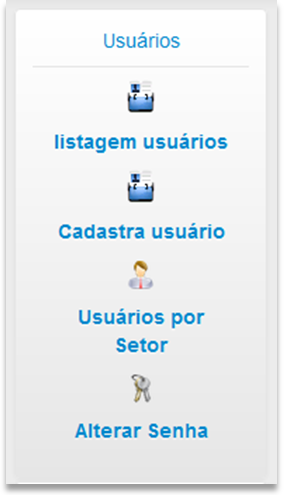 Usuários
listagem usuários
Cadastra usuário
Usuários por
Setor
Alterar Senha